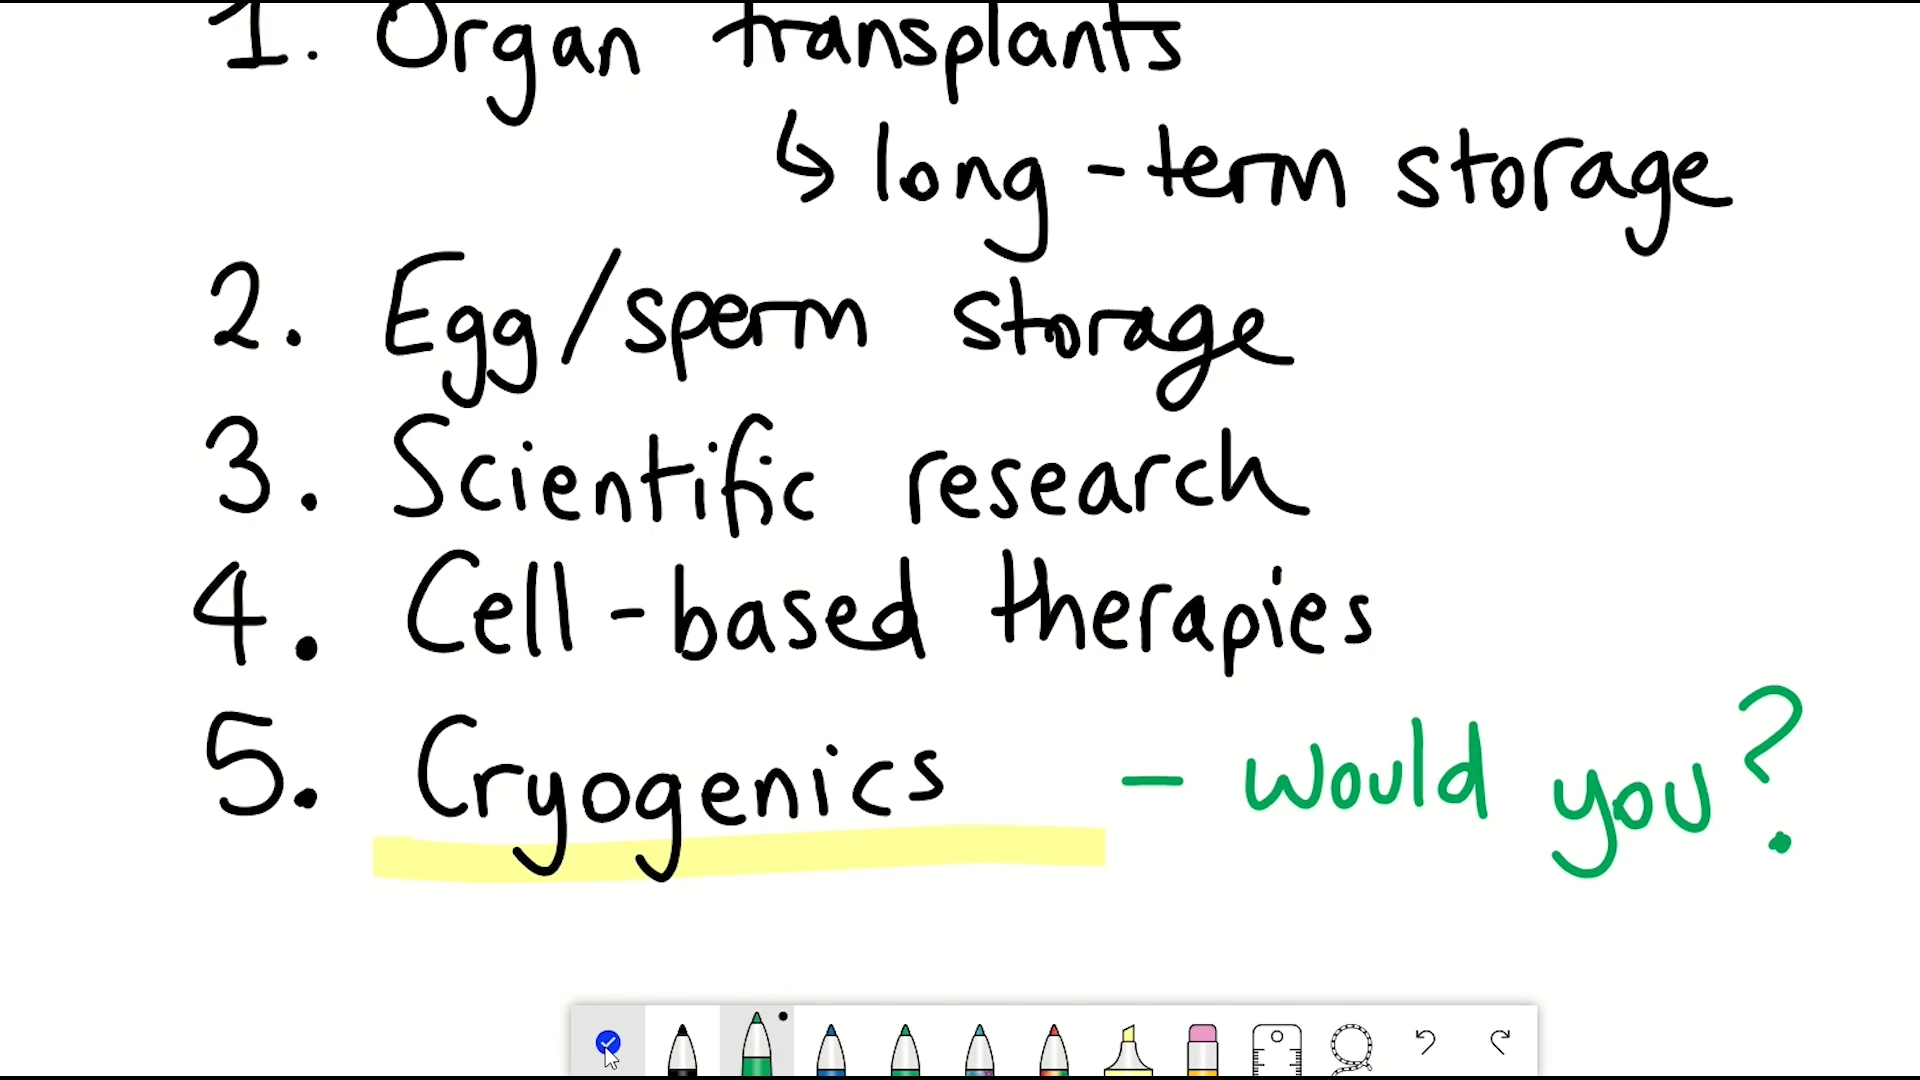 1. Organ transplants
↳ long-term storage
2. Egg/sperm storage
3. Scientific research
4. Cell-based therapies
5. Cryogenics - would you?